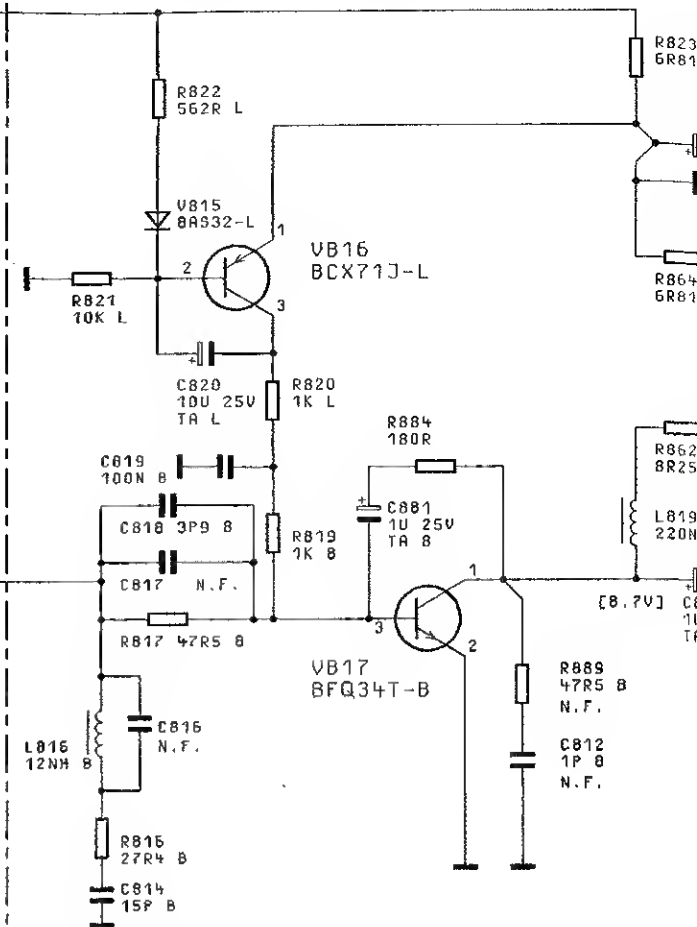 R823
6R81
R822
562R L
V815
BAS32-L
1
VB16
BCX71J-L
2
R821
10K L
3
R864
6R81
C820
10U 25V
TA L
R820
1K L
R884
180R
C819
100N B
R862
8R25
C881
1U 25V
TA B
C818 3P9 B
L819
220N
R819
1K B
C817 N.F.
1
[8.7V]
3
R817 47R5 B
2
VB17
BFQ34T-B
R889
47R5 B
N.F.
C816
N.F.
L816
12NH B
C812
1P B
N.F.
R816
27R4 B
C814
15P B